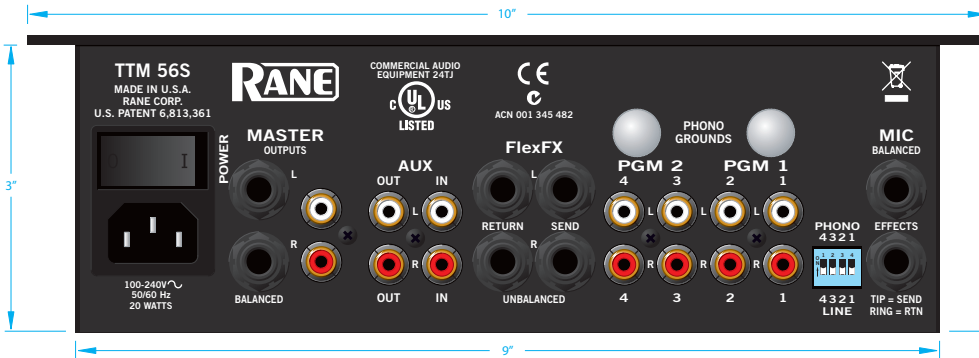 10"
3"
TTM 56S
MADE IN U.S.A.
RANE CORP.
U.S. PATENT 6,813,361
O I
POWER
100-240V
50/60 Hz
20 WATTS
RANE
MASTER
OUTPUTS
L
R
BALANCED
COMMERCIAL AUDIO
EQUIPMENT 24TJ
C UL US
®
LISTED
AUX
OUT IN
L
R
OUT IN
CE
ACN 001 345 482
FlexFX
L
RETURN SEND
R
UNBALANCED
PHONO
GROUNDS
PGM 2 PGM 1
4 3 2 1
L L
R R
4 3 2 1
MIC
BALANCED
PHONO
4321
ON
1 2 3 4
4321
LINE
EFFECTS
TIP = SEND
RING = RTN
9"